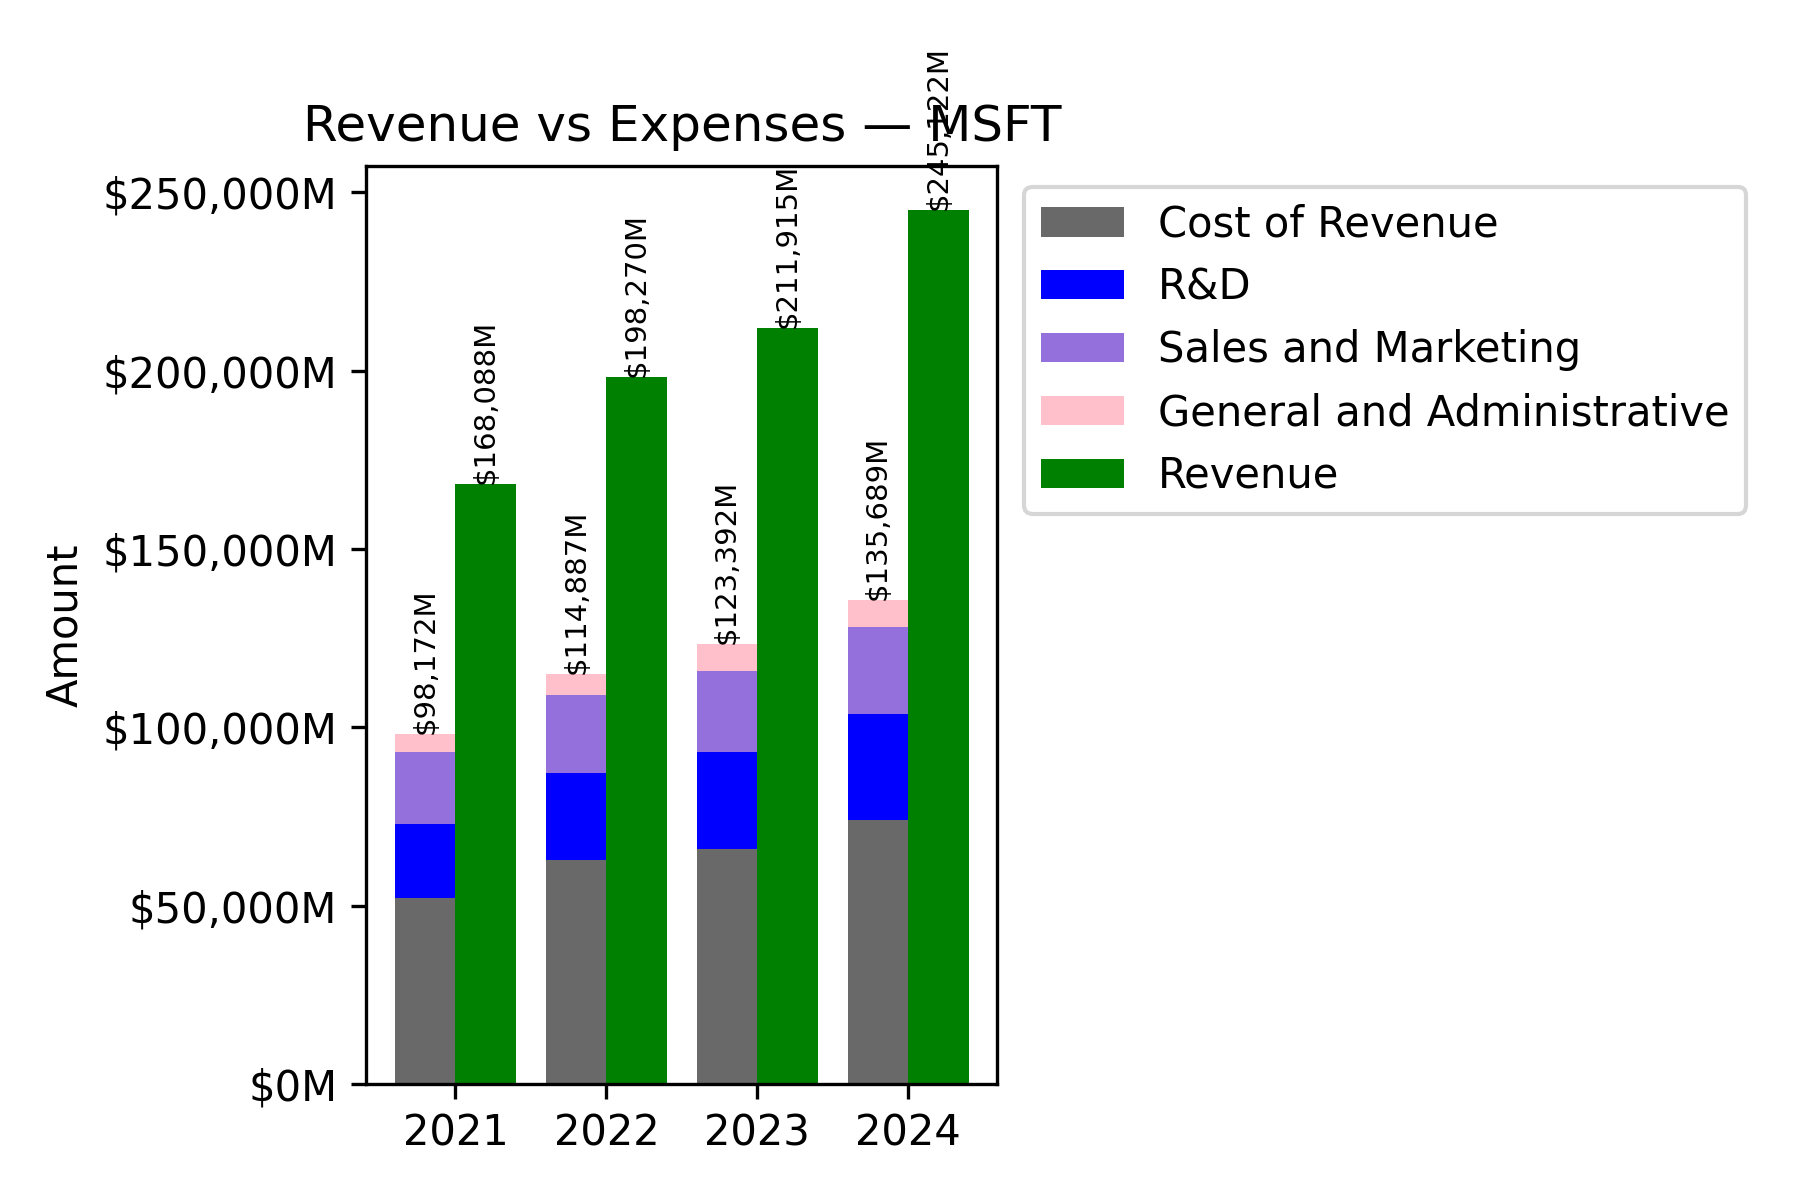 Revenue vs Expenses — MSFT
$250,000M
$200,000M
$150,000M
$100,000M
$50,000M
$0M
Amount
$98,172M
$168,088M
$114,887M
$198,270M
$123,392M
$211,915M
$135,689M
$245,122M
2021
2022
2023
2024
Cost of Revenue
R&D
Sales and Marketing
General and Administrative
Revenue